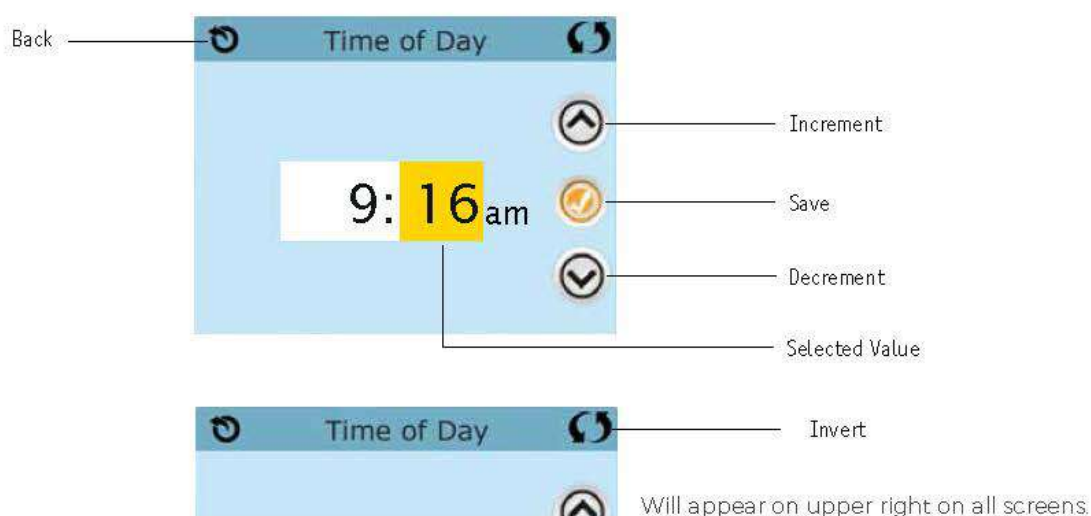 Back
Time of Day
Increment
9:16am
Save
Decrement
Selected Value
Time of Day
Invert
Will appear on upper right on all screens